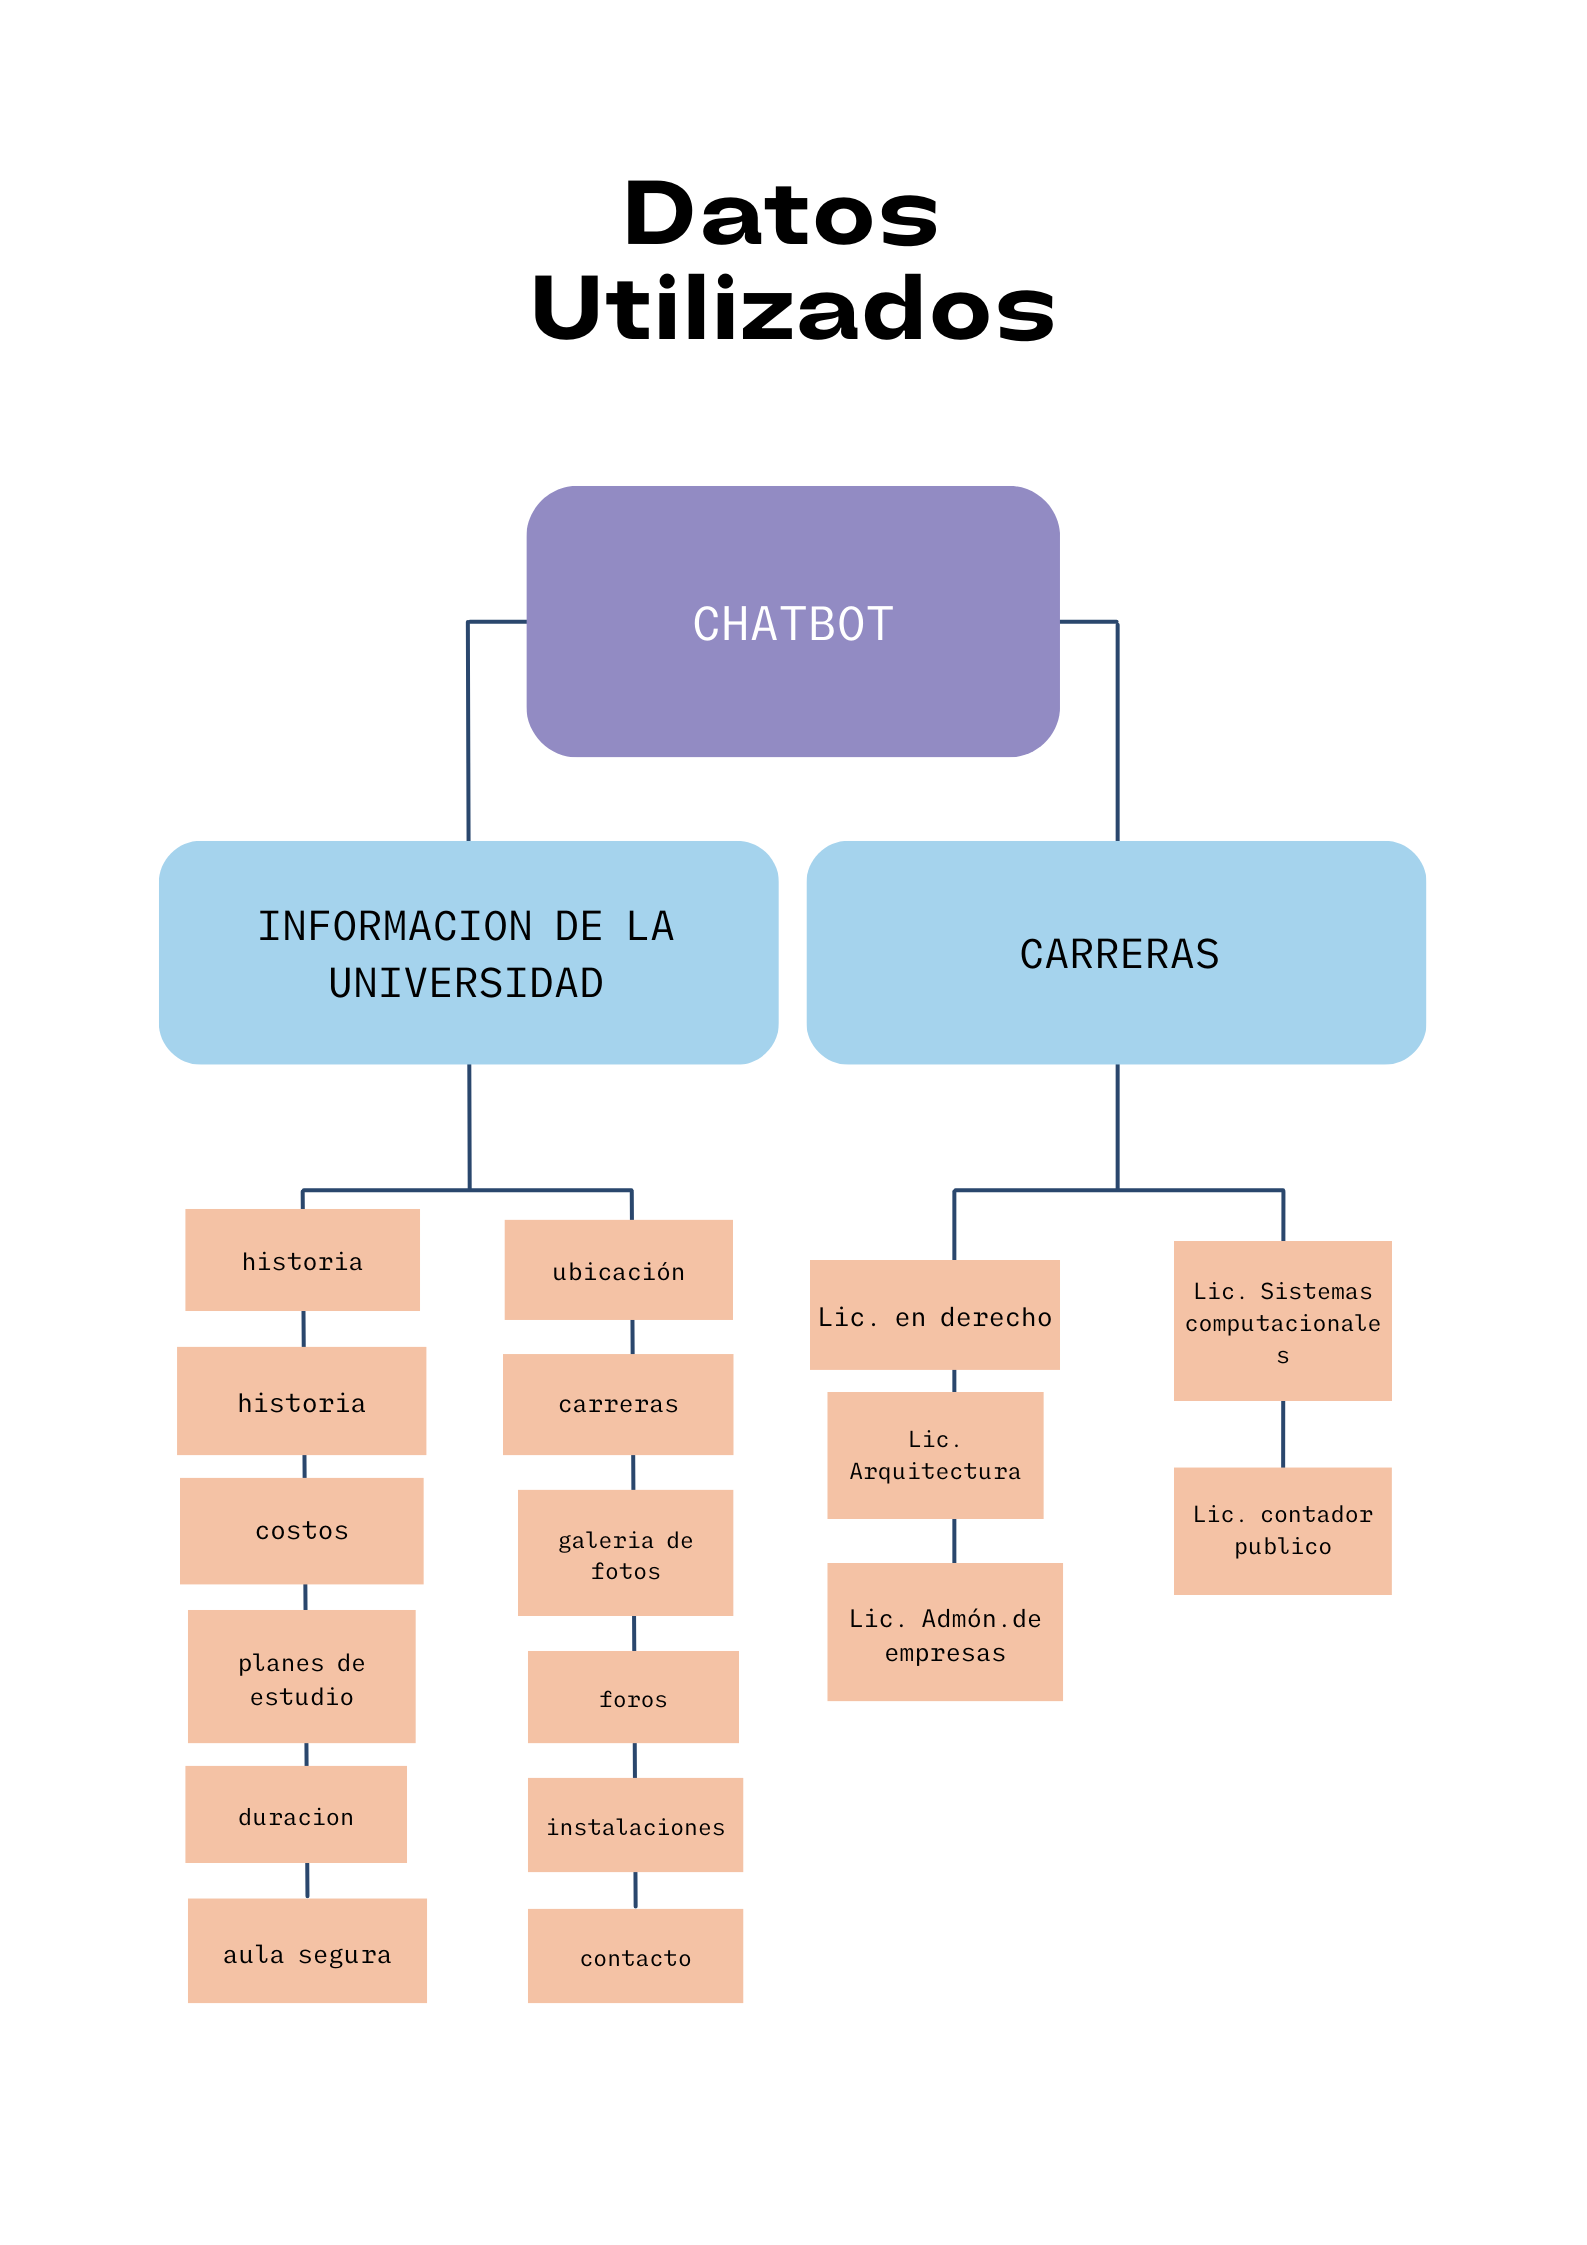 Datos
Utilizados
CHATBOT
INFORMACION DE LA
UNIVERSIDAD
CARRERAS
historia
historia
costos
planes de
estudio
duracion
aula segura
ubicación
carreras
galeria de
fotos
foros
instalaciones
contacto
Lic. en derecho
Lic.
Arquitectura
Lic. Admón.de
empresas
Lic. Sistemas
computacionale
s
Lic. contador
publico